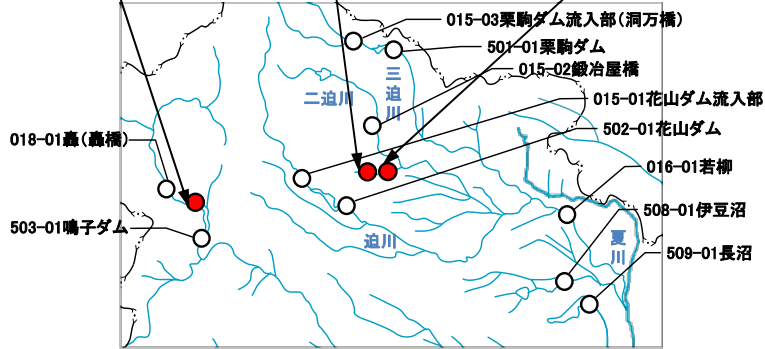 015-03栗駒ダム流入部(洞万橋)
501-01栗駒ダム
015-02鍛冶屋橋
三迫川
二迫川
015-01花山ダム流入部
502-01花山ダム
018-01轟(轟橋)
016-01若柳
508-01伊豆沼
503-01鳴子ダム
迫川
夏川
509-01長沼